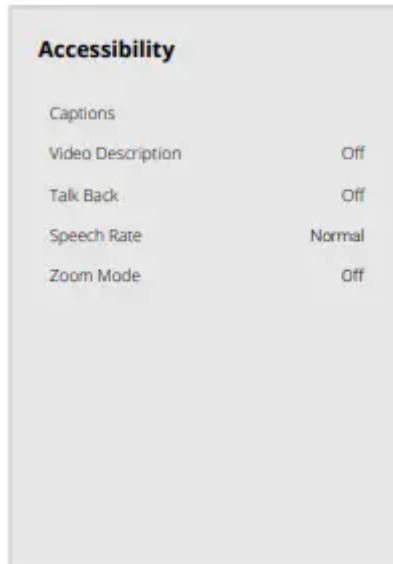 Accessibility
Captions
Video Description Off
Talk Back Off
Speech Rate Normal
Zoom Mode Off